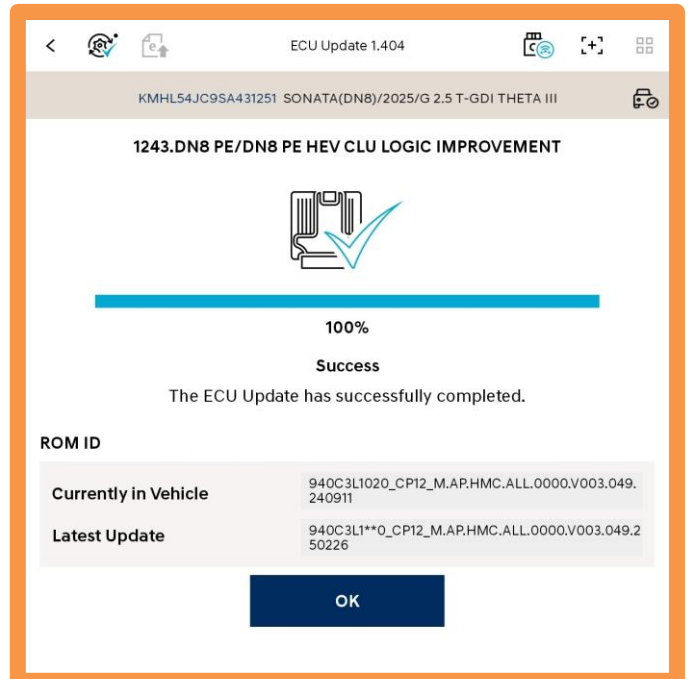 ECU Update 1.404
KMHL54JC9SA431251 SONATA(DN8)/2025/G 2.5 T-GDI THETA III
1243.DN8 PE/DN8 PE HEV CLU LOGIC IMPROVEMENT
100%
Success
The ECU Update has successfully completed.
ROM ID
Currently in Vehicle
940C3L1020_CP12_M.AP.HMC.ALL.0000.V003.049.
240911
Latest Update
940C3L1**0_CP12_M.AP.HMC.ALL.0000.V003.049.2
50226
OK